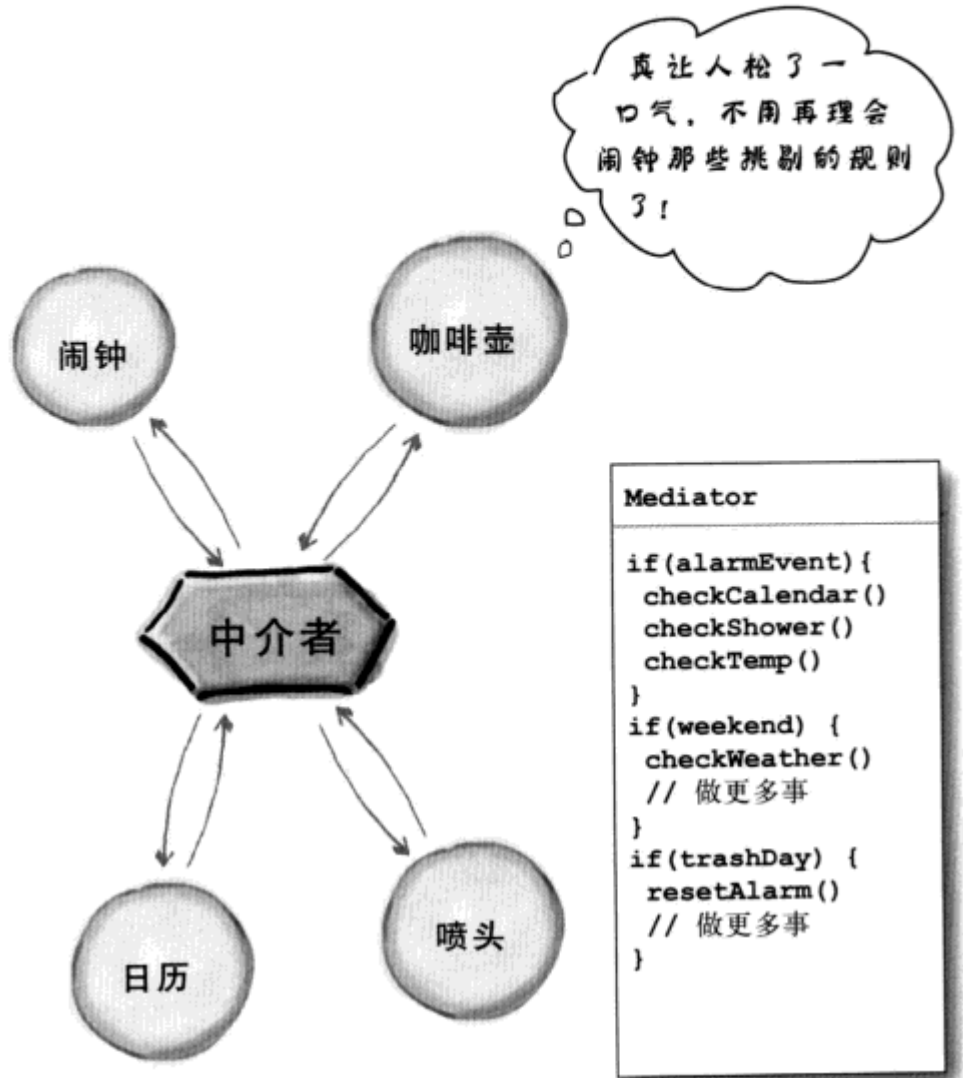 真让人松了一
口气，不用再理会
闹钟那些挑剔的规则
了！
闹钟
咖啡壶
中介者
日历
喷头
Mediator
if(alarmEvent){
checkCalendar()
checkShower()
checkTemp()
}
if(weekend) {
checkWeather()
// 做更多事
}
if(trashDay) {
resetAlarm()
// 做更多事
}